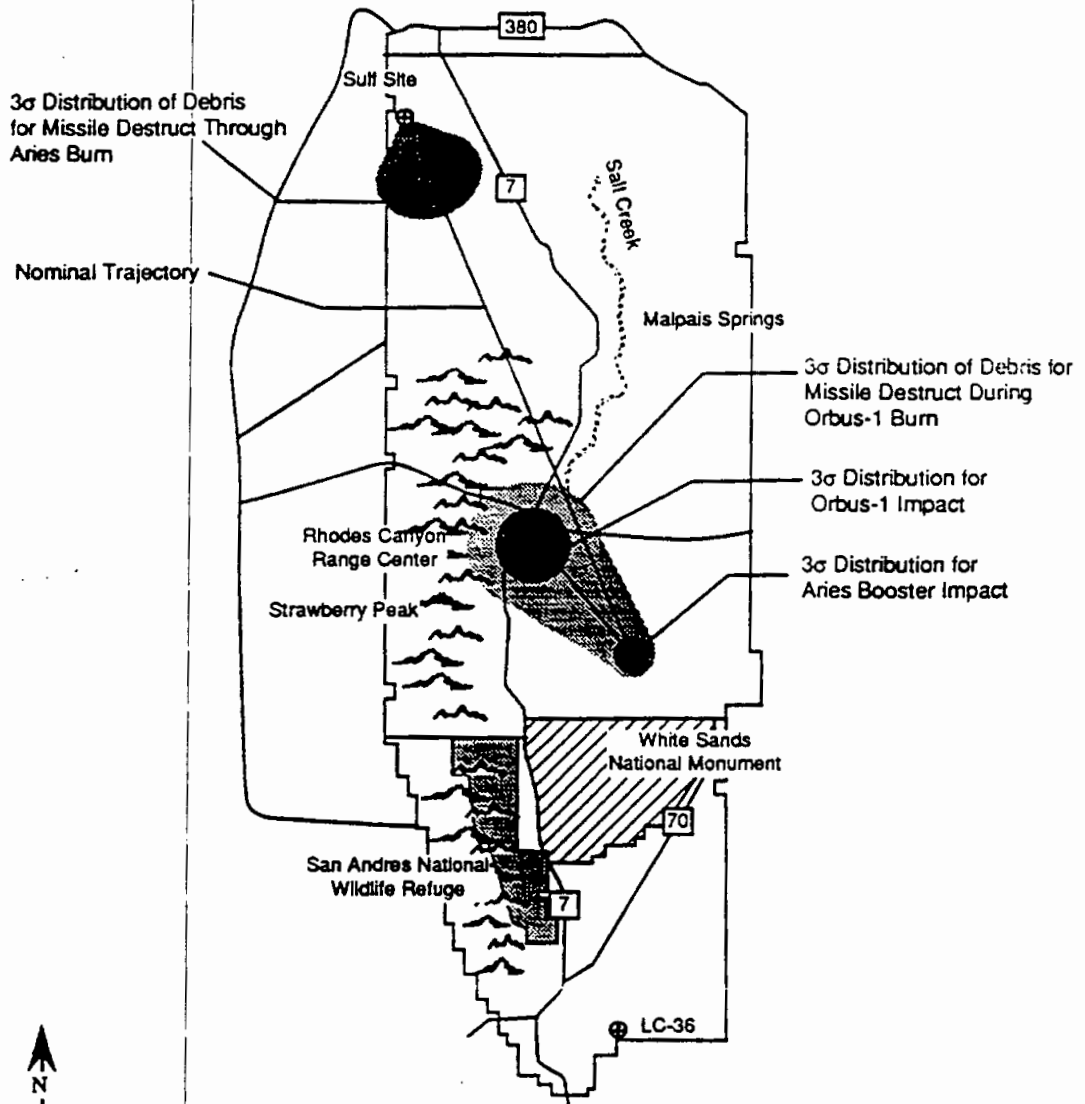 380
Sulf Site
3σ Distribution of Debris
for Missile Destruct Through
Aries Burn
7
Salt Creek
Nominal Trajectory
Malpais Springs
3σ Distribution of Debris for
Missile Destruct During
Orbus-1 Burn
3σ Distribution for
Orbus-1 Impact
Rhodes Canyon
Range Center
3σ Distribution for
Aries Booster Impact
Strawberry Peak
White Sands
National Monument
70
San Andres National
Wildlife Refuge
7
LC-36
N